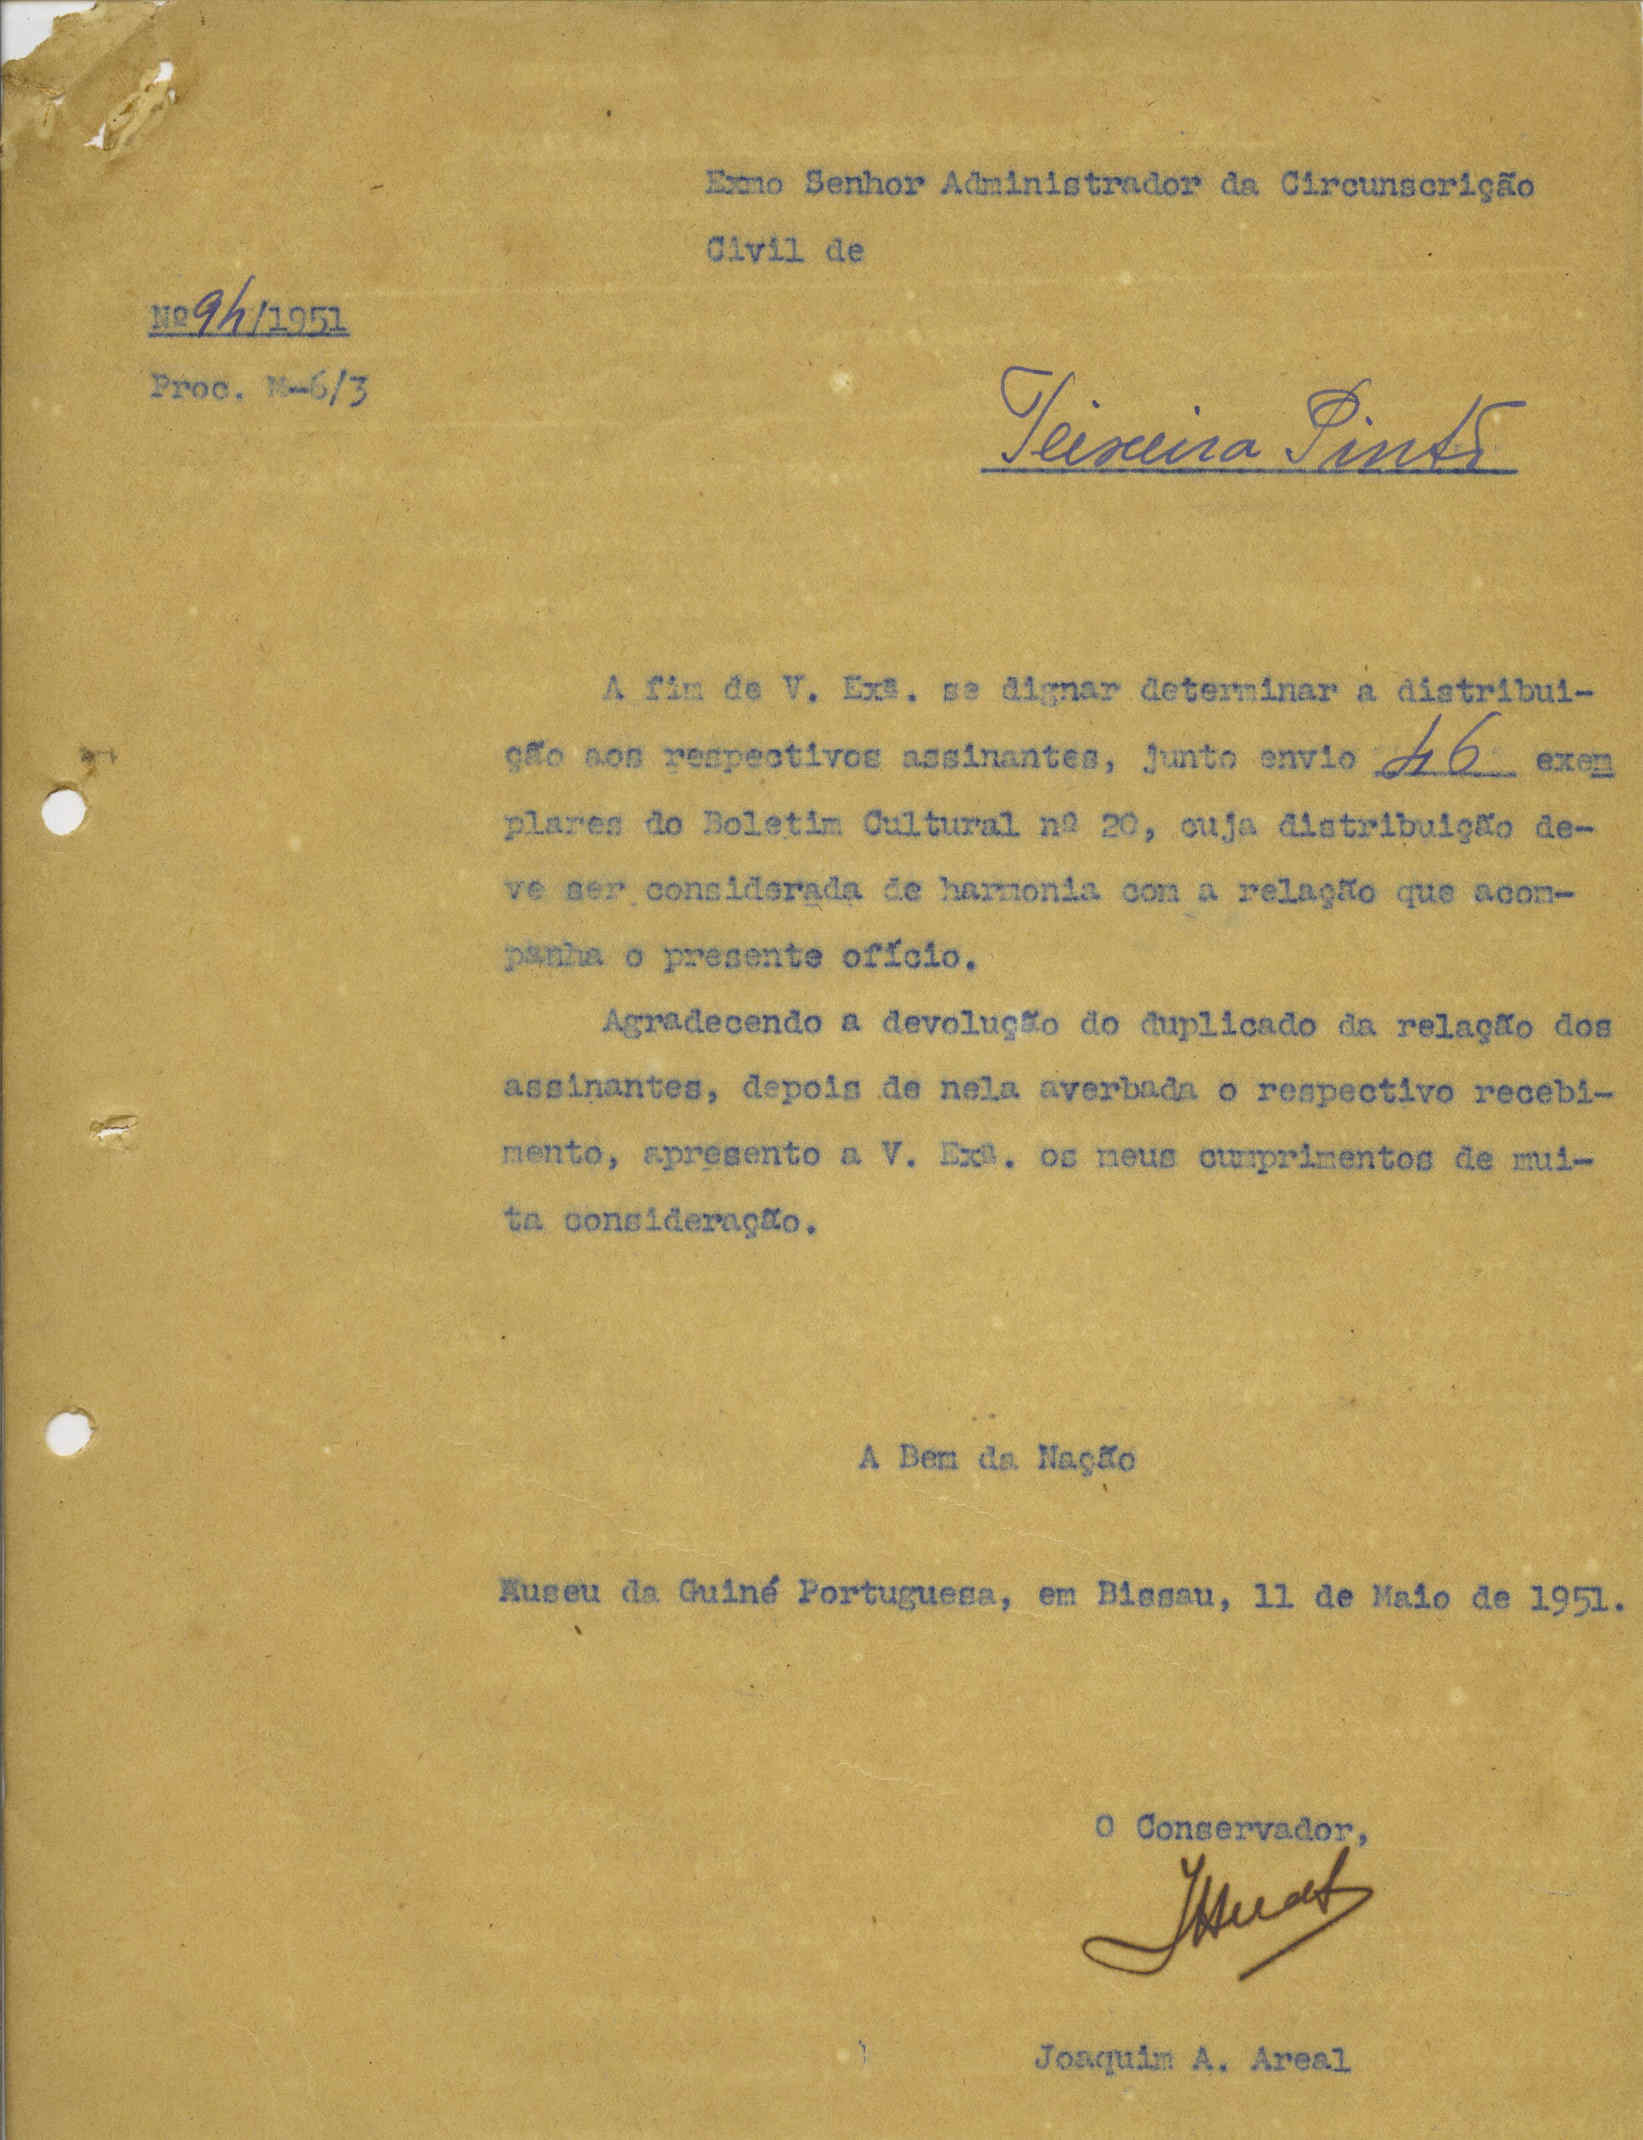 Exmo Senhor Administrador da Circunscrição
Civil de
Nº 94/1951
Proc. M-6/3
Teixeira Pinto
A fim de V. Exª. se dignar determinar a distribui-
ção aos respectivos assinantes, junto envio 46 exem
plares do Boletim Cultural nº 20, cuja distribuição de-
ve ser considerada de harmonia com a relação que acom-
panha o presente ofício.
Agradecendo a devolução do duplicado da relação dos
assinantes, depois de nela averbada o respectivo recebi-
mento, apresento a V. Exª. os meus cumprimentos de mui-
ta consideração.
A Bem da Nação
Museu da Guiné Portuguesa, em Bissau, 11 de Maio de 1951.
O Conservador,
Joaquim A. Areal